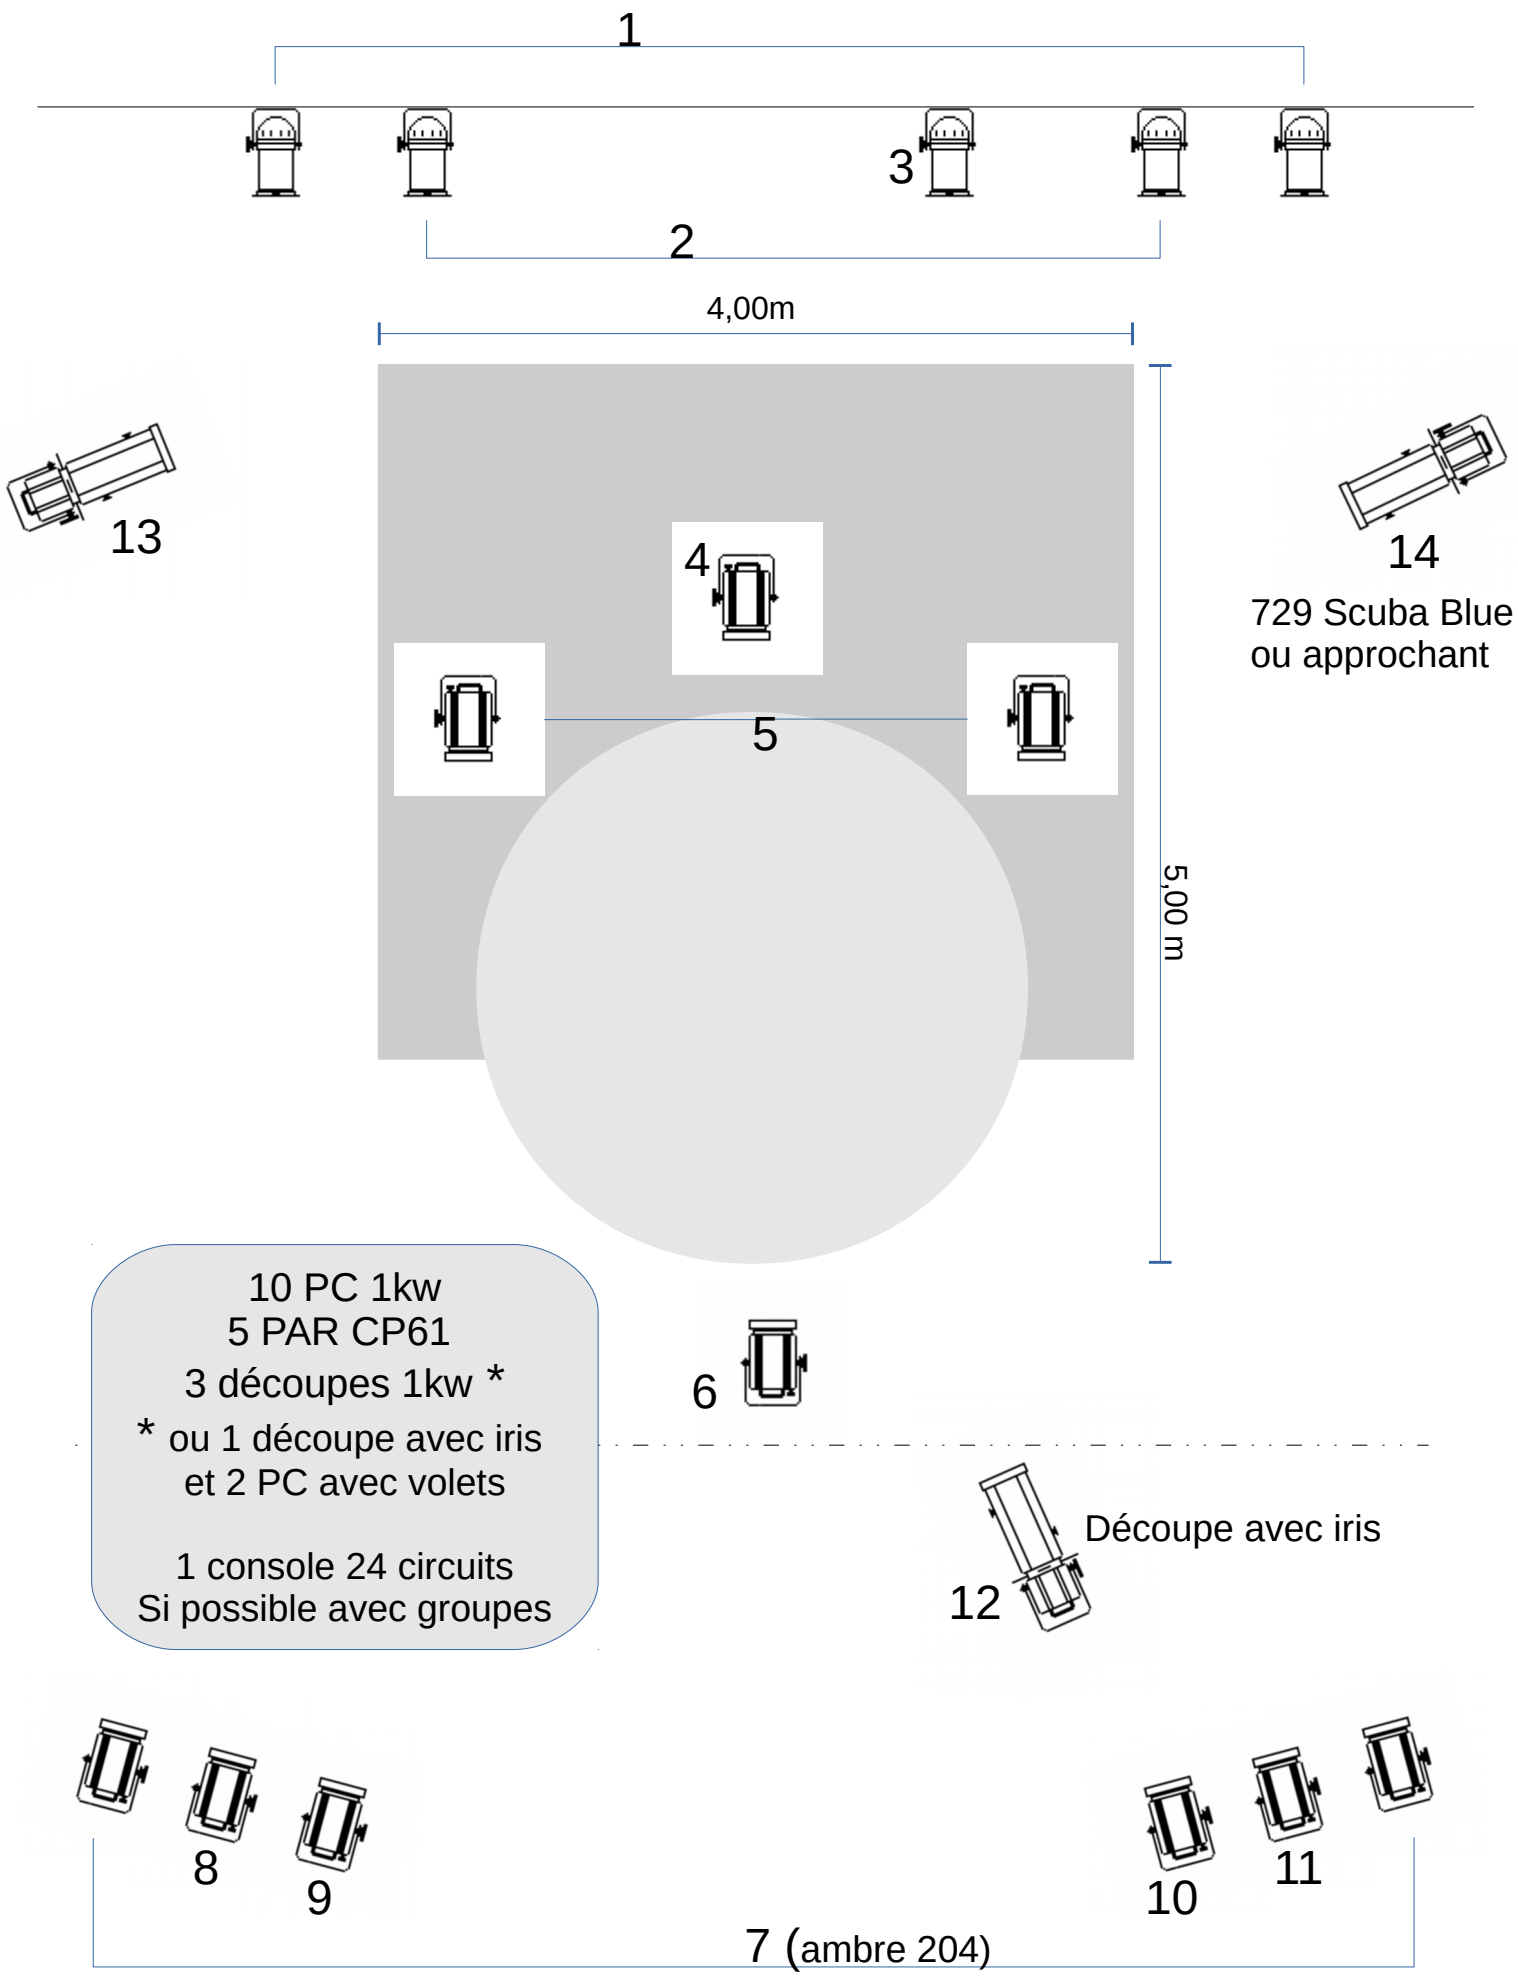 1
3
2
4,00m
13
14
729 Scuba Blue
ou approchant
4
5
5,00 m
10 PC 1kw
5 PAR CP61
3 découpes 1kw *
* ou 1 découpe avec iris
et 2 PC avec volets
1 console 24 circuits
Si possible avec groupes
6
Découpe avec iris
12
8
9
10
11
7 (ambre 204)